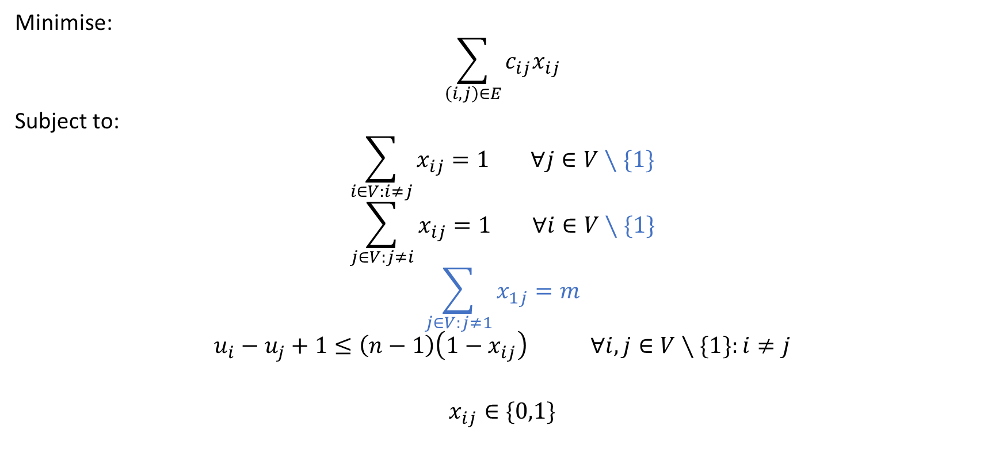 Minimise:
∑_{(i,j)∈E} c_{ij}x_{ij}
Subject to:
∑_{i∈V:i≠j} x_{ij} = 1 ∀j ∈ V \ {1}
∑_{j∈V:j≠i} x_{ij} = 1 ∀i ∈ V \ {1}
∑_{j∈V:j≠1} x_{1j} = m
u_i − u_j + 1 ≤ (n − 1)(1 − x_{ij}) ∀i, j ∈ V \ {1}: i ≠ j
x_{ij} ∈ {0,1}